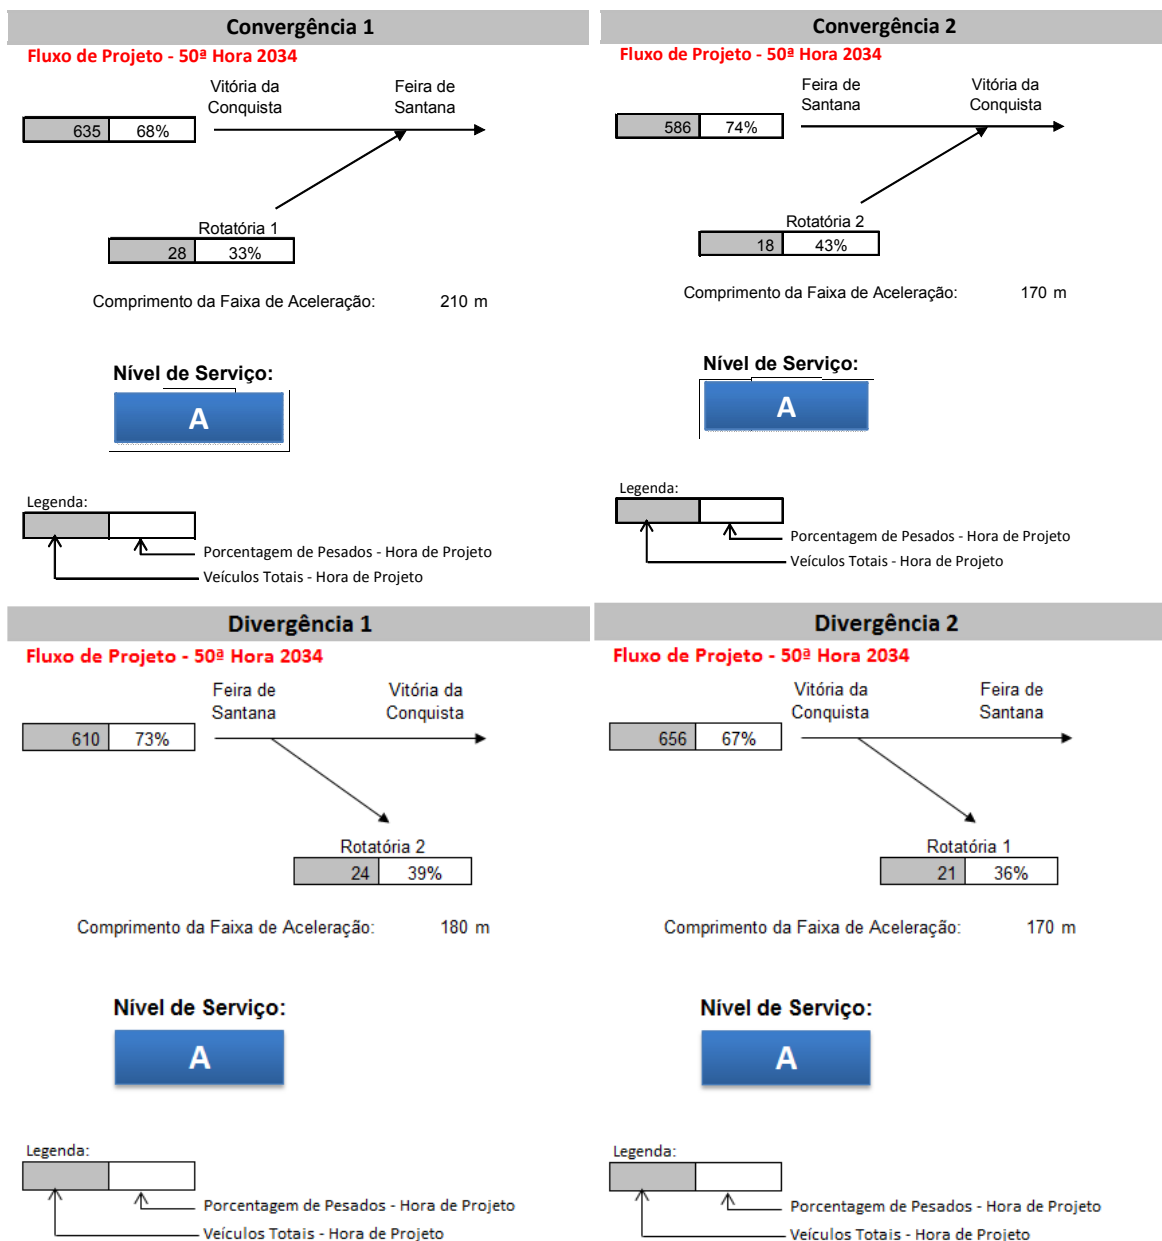 Convergência 1
Fluxo de Projeto - 50ª Hora 2034
Vitória da
Conquista
Feira de
Santana
635 68%
Rotatória 1
28 33%
Comprimento da Faixa de Aceleração: 210 m
Nível de Serviço:
A
Legenda:
Porcentagem de Pesados - Hora de Projeto
Veículos Totais - Hora de Projeto
Convergência 2
Fluxo de Projeto - 50ª Hora 2034
Feira de
Santana
Vitória da
Conquista
586 74%
Rotatória 2
18 43%
Comprimento da Faixa de Aceleração: 170 m
Nível de Serviço:
A
Legenda:
Porcentagem de Pesados - Hora de Projeto
Veículos Totais - Hora de Projeto
Divergência 1
Fluxo de Projeto - 50ª Hora 2034
Feira de
Santana
Vitória da
Conquista
610 73%
Rotatória 2
24 39%
Comprimento da Faixa de Aceleração: 180 m
Nível de Serviço:
A
Legenda:
Porcentagem de Pesados - Hora de Projeto
Veículos Totais - Hora de Projeto
Divergência 2
Fluxo de Projeto - 50ª Hora 2034
Vitória da
Conquista
Feira de
Santana
656 67%
Rotatória 1
21 36%
Comprimento da Faixa de Aceleração: 170 m
Nível de Serviço:
A
Legenda:
Porcentagem de Pesados - Hora de Projeto
Veículos Totais - Hora de Projeto